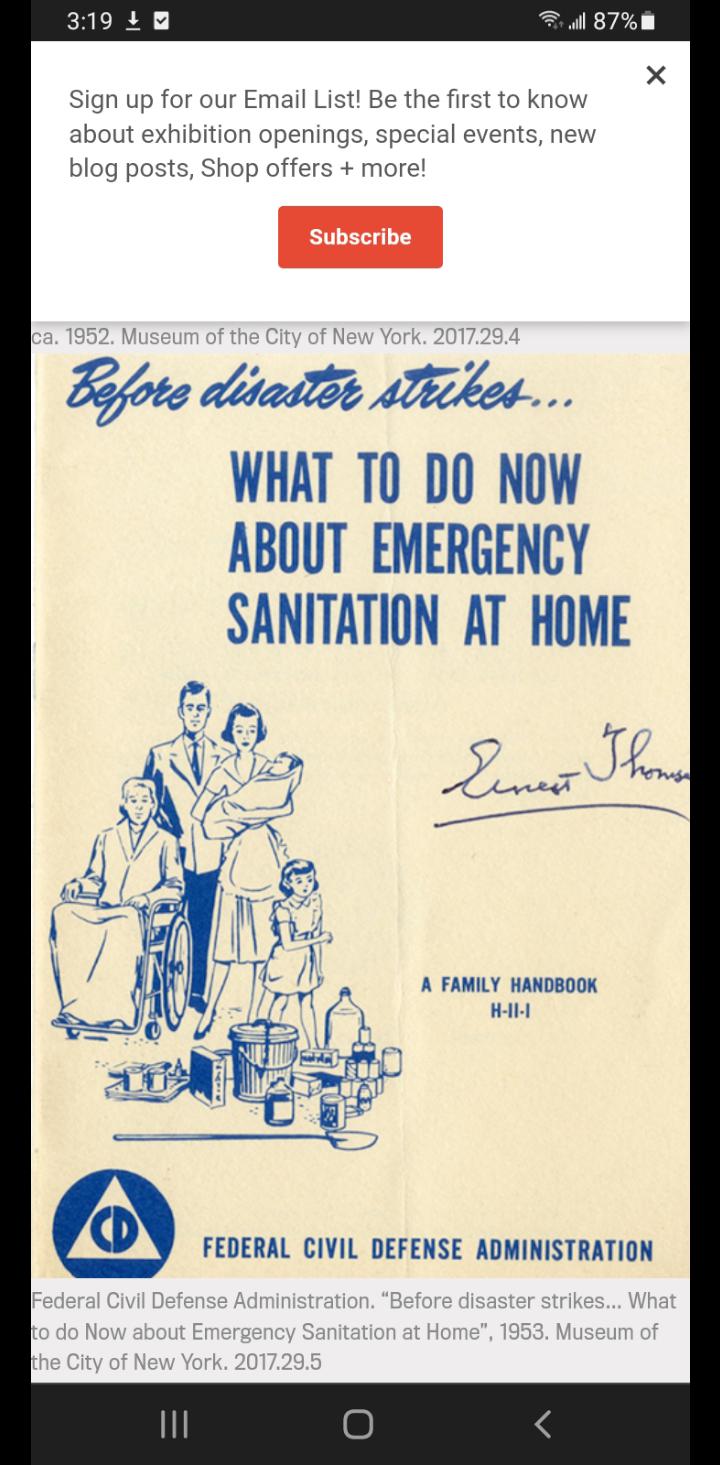 3:19
87%
Sign up for our Email List! Be the first to know
about exhibition openings, special events, new
blog posts, Shop offers + more!
Subscribe
ca. 1952. Museum of the City of New York. 2017.29.4
Before disaster strikes...
WHAT TO DO NOW
ABOUT EMERGENCY
SANITATION AT HOME
Ernest
A FAMILY HANDBOOK
H-II-I
CD
FEDERAL CIVIL DEFENSE ADMINISTRATION
Federal Civil Defense Administration. “Before disaster strikes... What
to do Now about Emergency Sanitation at Home”, 1953. Museum of
the City of New York. 2017.29.5